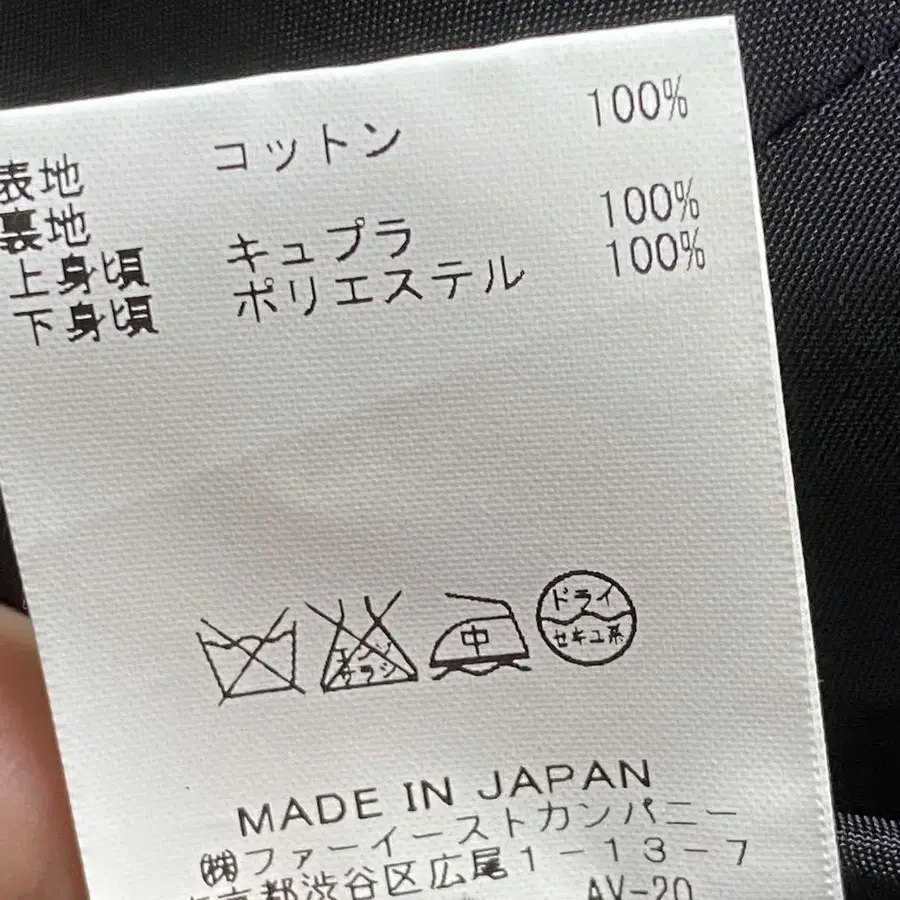 表地 コットン 100%
裏地
上身頃 キュプラ 100%
下身頃 ポリエステル 100%
エンソ サラシ
中
ドライ
セキユ系
MADE IN JAPAN
㈱ファーイーストカンパニー
東京都渋谷区広尾1-13-7
AV-20